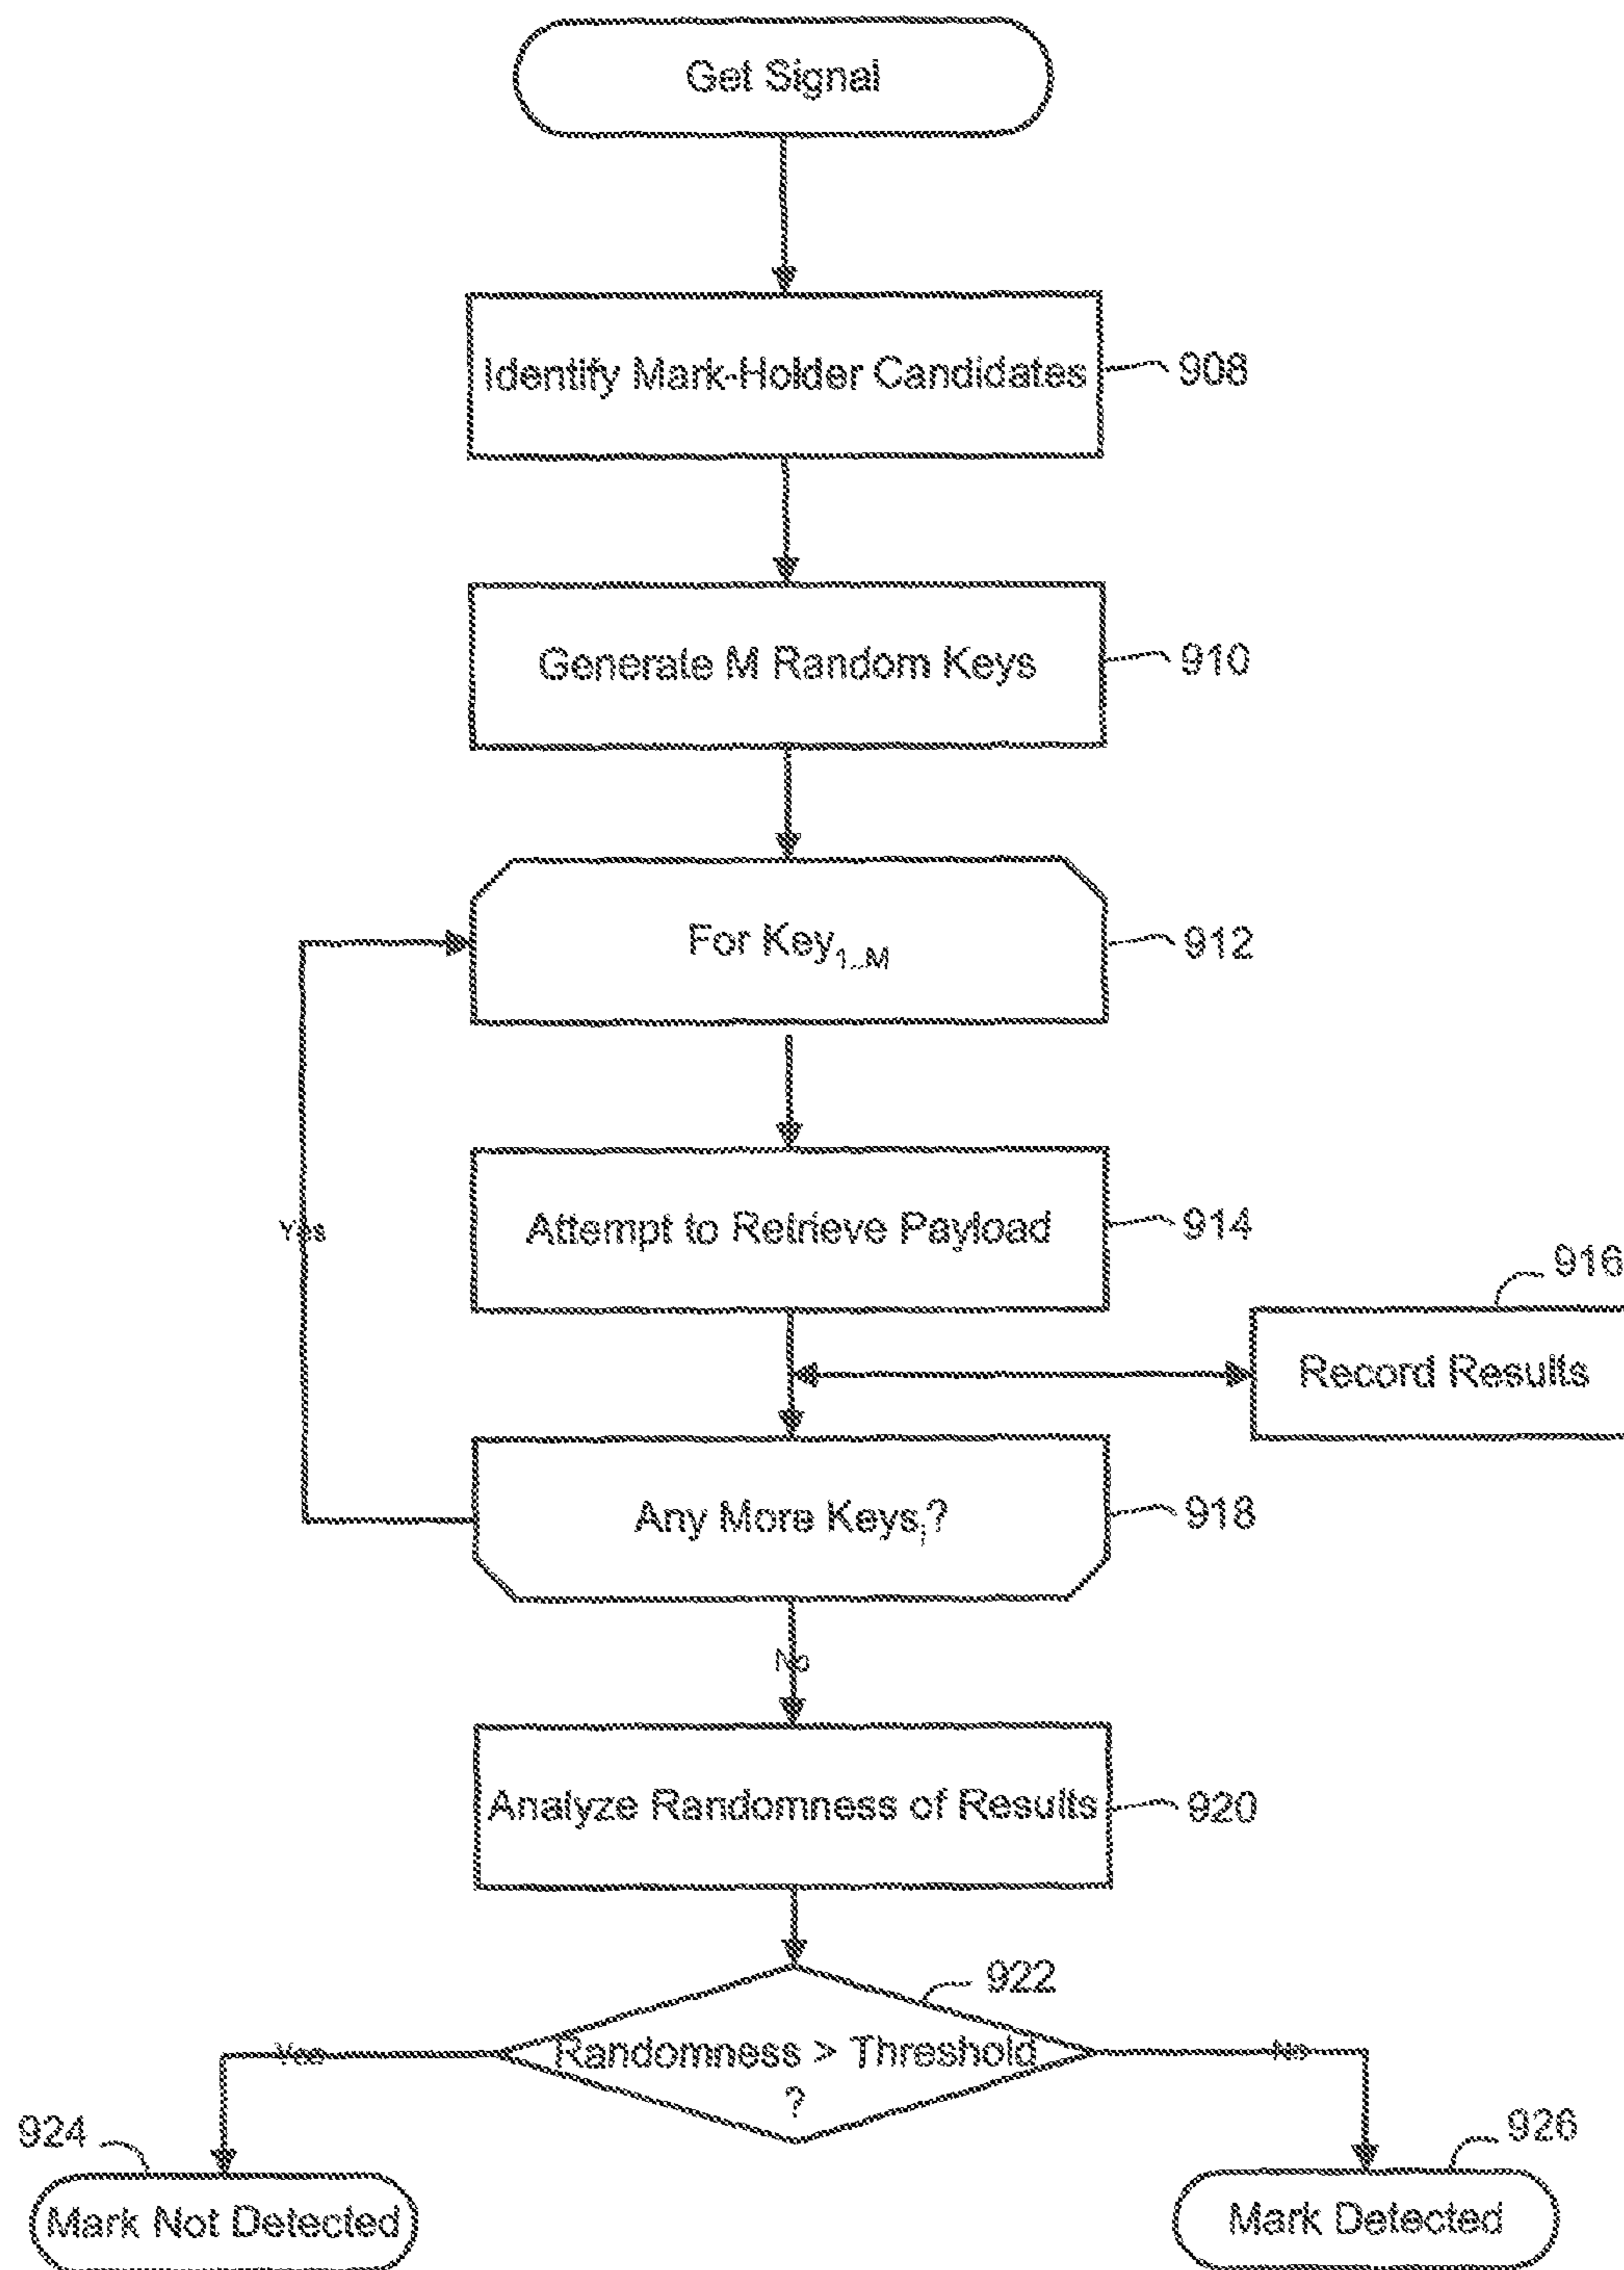 Get Signal
Identify Mark-Holder Candidates
908
Generate M Random Keys
910
For Key1..M
912
Yes
Attempt to Retrieve Payload
914
916
Record Results
Any More Keysi?
918
No
Analyze Randomness of Results
920
922
Randomness > Threshold
?
Yes
No
924
926
Mark Not Detected
Mark Detected